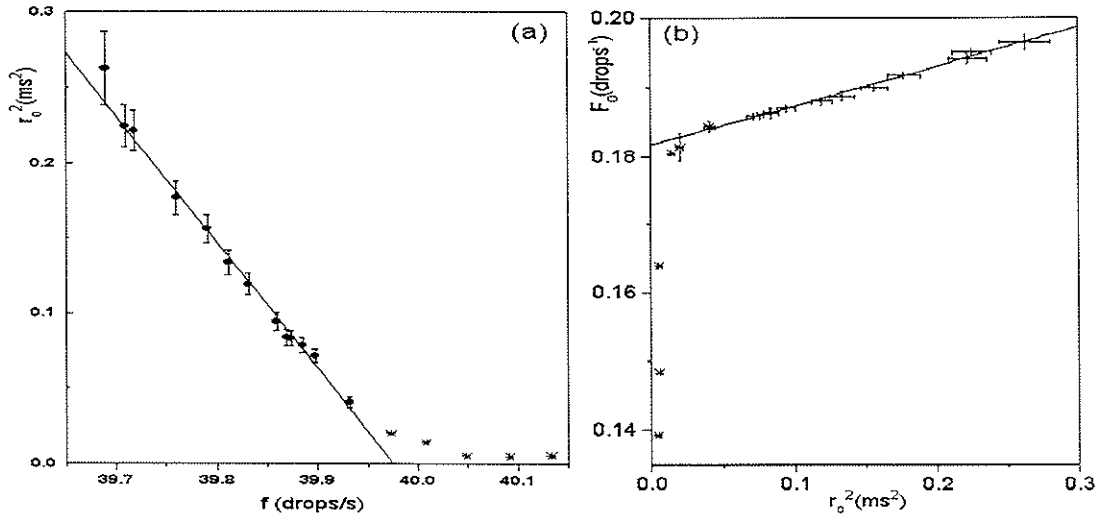 0.3
0.2
0.1
0.0
r₀²(ms²)
(a)
39.7 39.8 39.9 40.0 40.1
f (drops/s)
0.20
0.18
0.16
0.14
F₀(drops⁻¹)
(b)
0.0 0.1 0.2 0.3
r₀²(ms²)